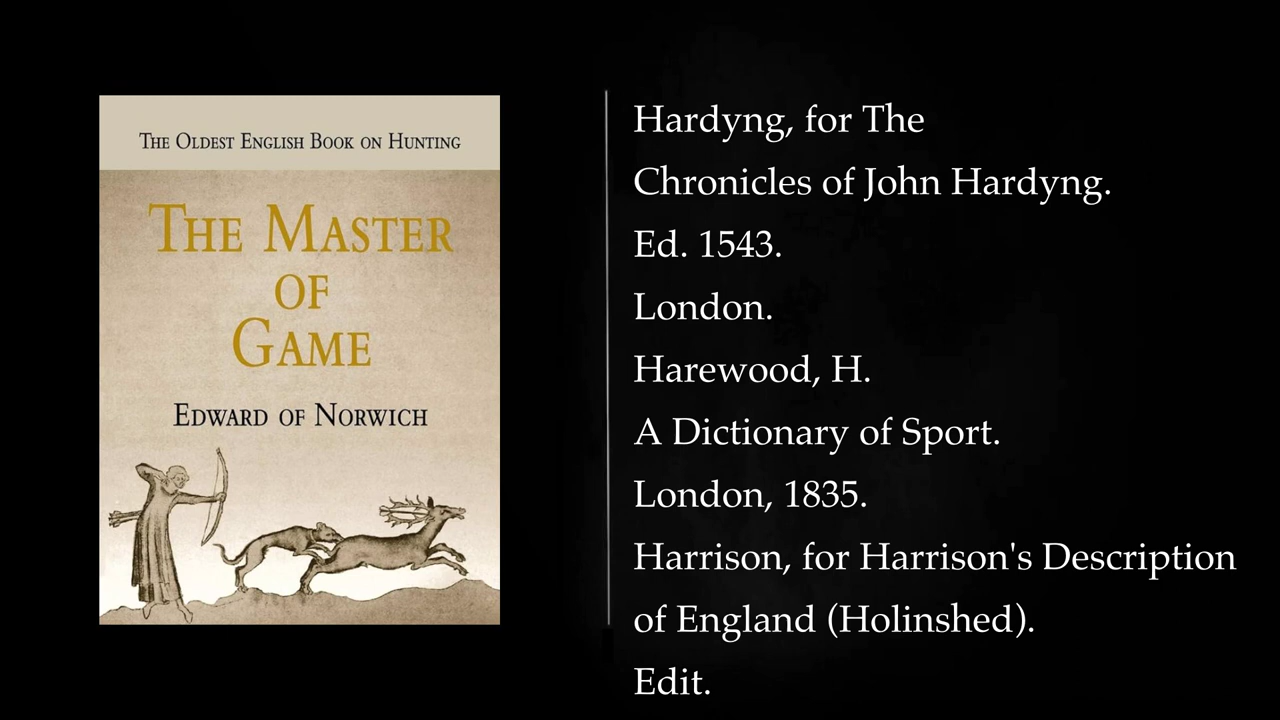 The Oldest English Book on Hunting
The Master
of
Game
Edward of Norwich
Hardyng, for The
Chronicles of John Hardyng.
Ed. 1543.
London.
Harewood, H.
A Dictionary of Sport.
London, 1835.
Harrison, for Harrison's Description
of England (Holinshed).
Edit.